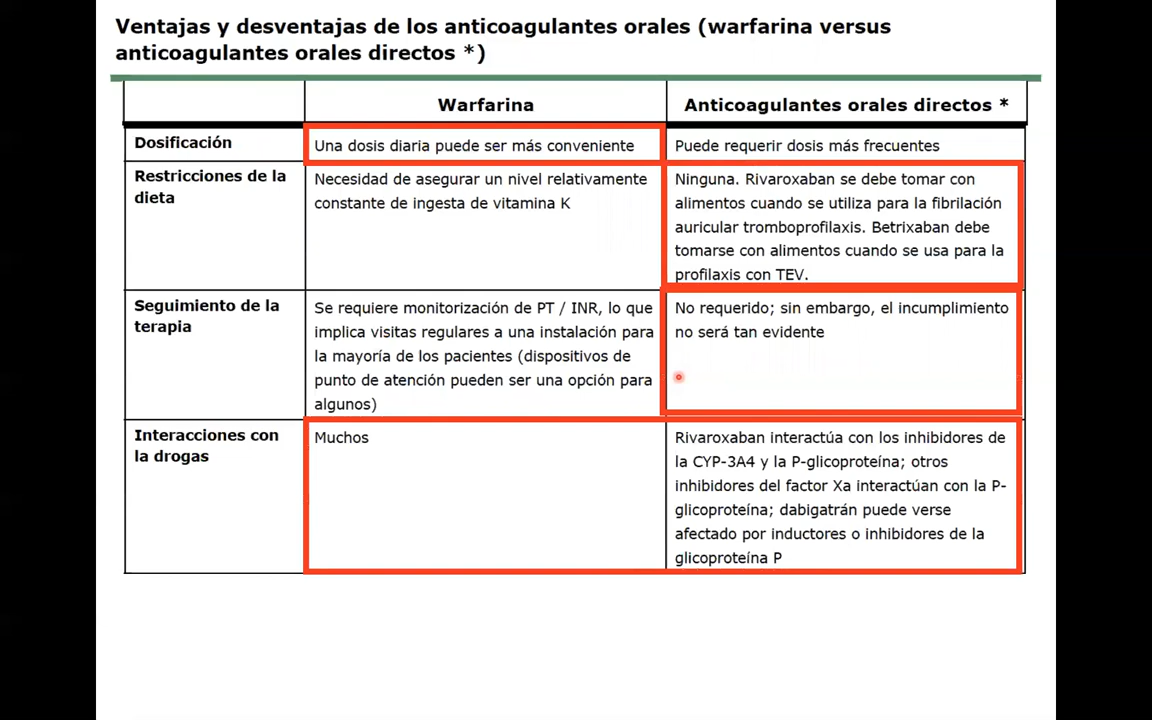 Ventajas y desventajas de los anticoagulantes orales (warfarina versus
anticoagulantes orales directos *)
Warfarina
Anticoagulantes orales directos *
Dosificación
Una dosis diaria puede ser más conveniente
Puede requerir dosis más frecuentes
Restricciones de la
dieta
Necesidad de asegurar un nivel relativamente
constante de ingesta de vitamina K
Ninguna. Rivaroxaban se debe tomar con
alimentos cuando se utiliza para la fibrilación
auricular tromboprofilaxis. Betrixaban debe
tomarse con alimentos cuando se usa para la
profilaxis con TEV.
Seguimiento de la
terapia
Se requiere monitorización de PT / INR, lo que
implica visitas regulares a una instalación para
la mayoría de los pacientes (dispositivos de
punto de atención pueden ser una opción para
algunos)
No requerido; sin embargo, el incumplimiento
no será tan evidente
Interacciones con
la drogas
Muchos
Rivaroxaban interactúa con los inhibidores de
la CYP-3A4 y la P-glicoproteína; otros
inhibidores del factor Xa interactúan con la P-
glicoproteína; dabigatrán puede verse
afectado por inductores o inhibidores de la
glicoproteína P